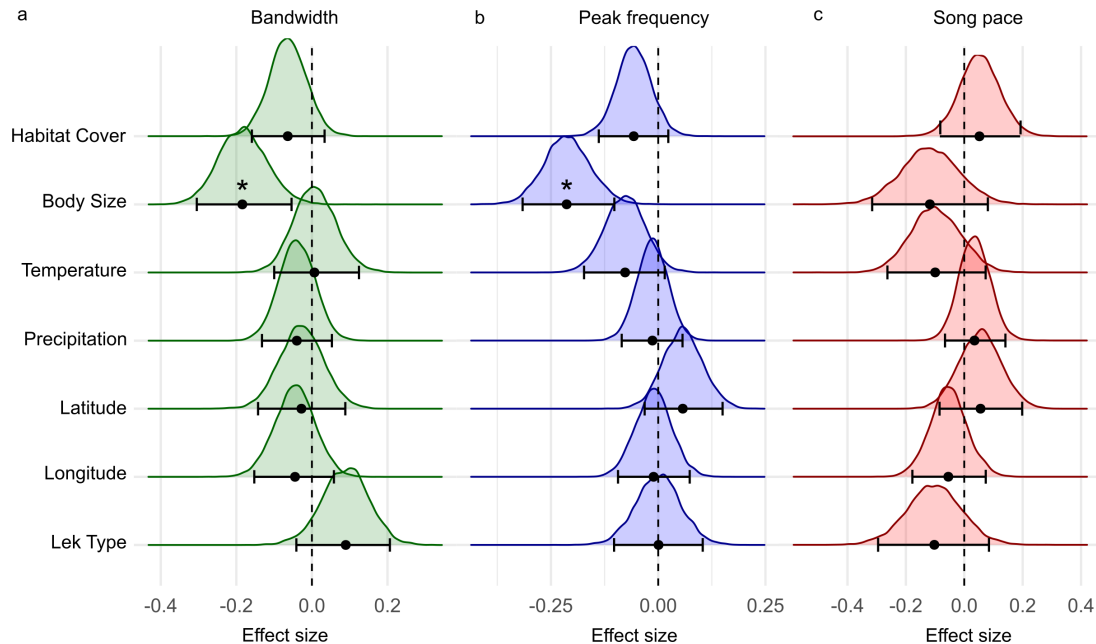 a Bandwidth b Peak frequency c Song pace
Habitat Cover
Body Size
*
*
Temperature
Precipitation
Latitude
Longitude
Lek Type
-0.4 -0.2 0.0 0.2 -0.25 0.00 0.25 -0.4 -0.2 0.0 0.2 0.4
Effect size Effect size Effect size